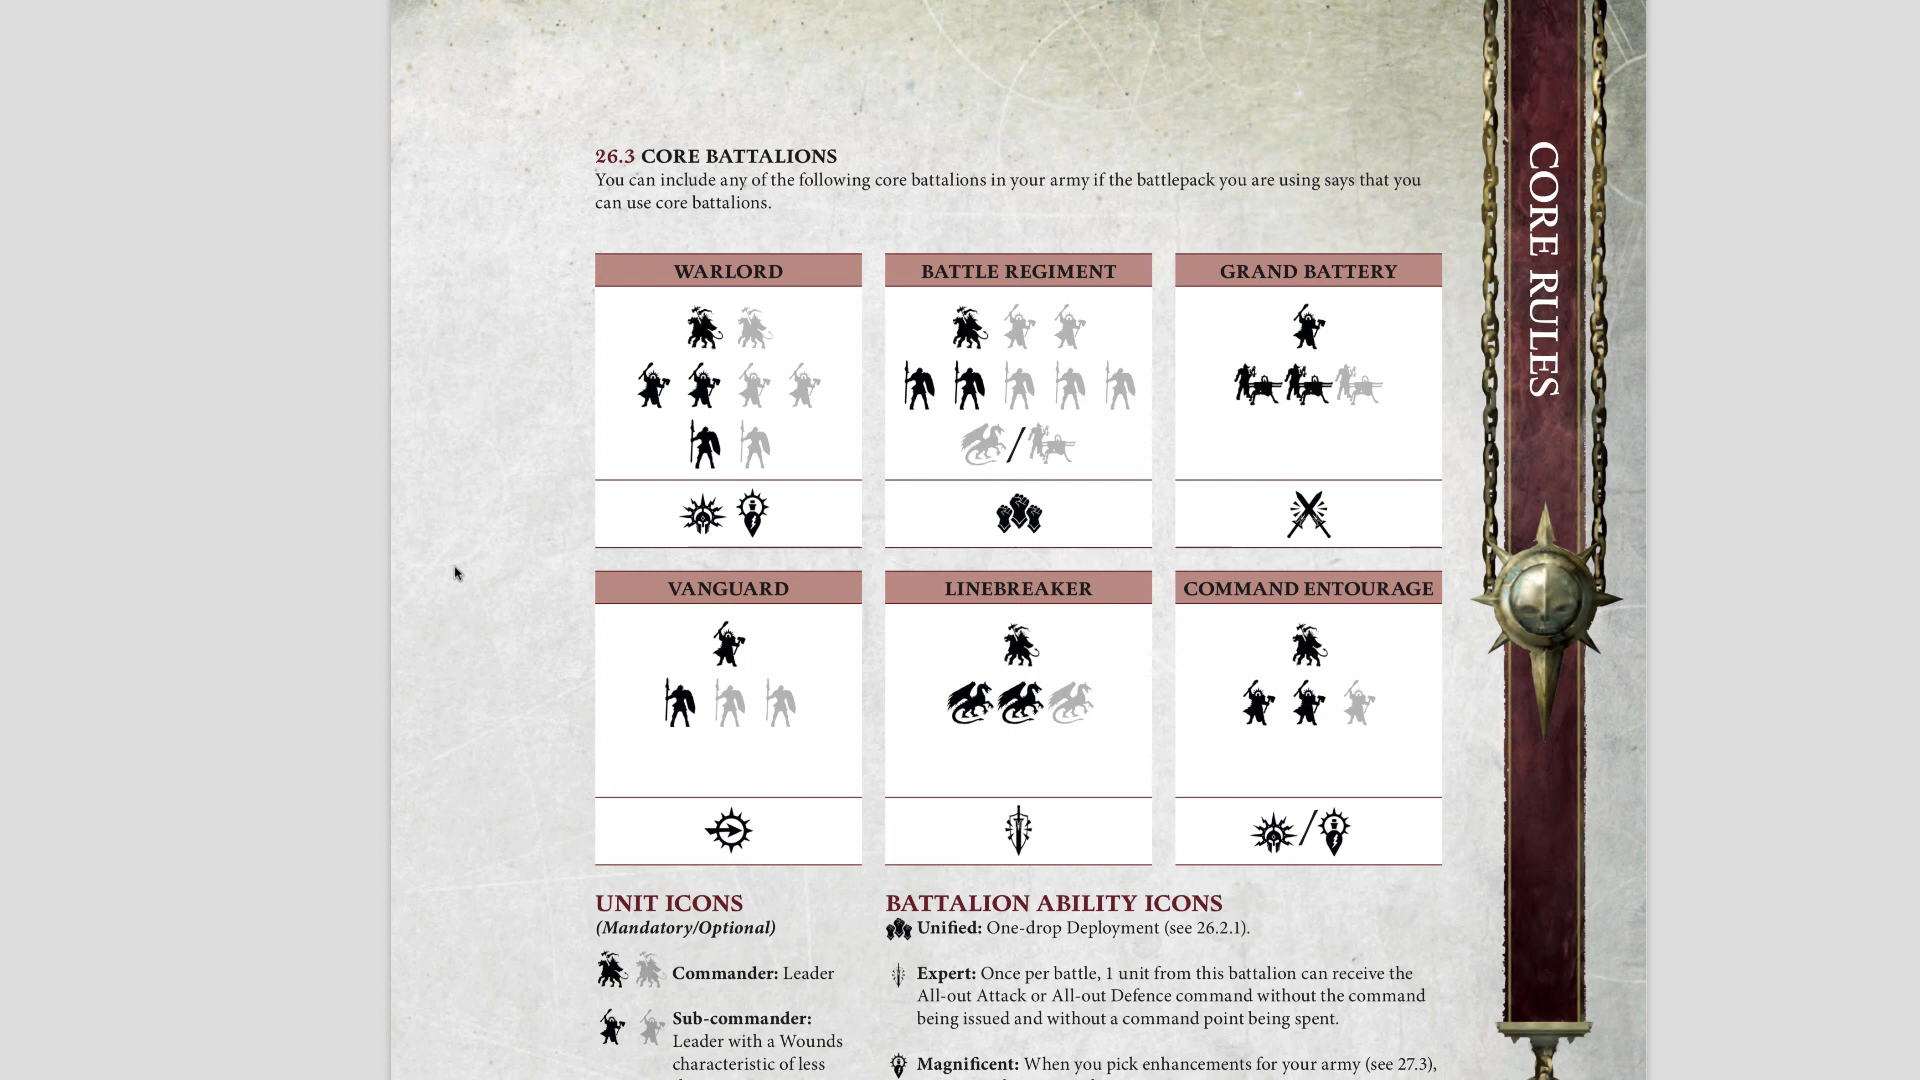 26.3 CORE BATTALIONS
You can include any of the following core battalions in your army if the battlepack you are using says that you
can use core battalions.
WARLORD
BATTLE REGIMENT
GRAND BATTERY
/
VANGUARD
LINEBREAKER
COMMAND ENTOURAGE
/
UNIT ICONS
(Mandatory/Optional)
Commander: Leader
Sub-commander:
Leader with a Wounds
characteristic of less
BATTALION ABILITY ICONS
Unified: One-drop Deployment (see 26.2.1).
Expert: Once per battle, 1 unit from this battalion can receive the
All-out Attack or All-out Defence command without the command
being issued and without a command point being spent.
Magnificent: When you pick enhancements for your army (see 27.3),
CORE RULES